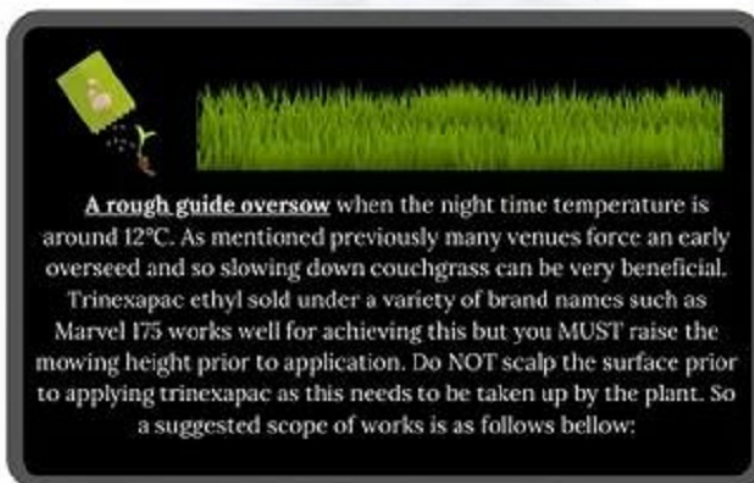 A rough guide oversow when the night time temperature is
around 12°C. As mentioned previously many venues force an early
overseed and so slowing down couchgrass can be very beneficial.
Trinexapac ethyl sold under a variety of brand names such as
Marvel 175 works well for achieving this but you MUST raise the
mowing height prior to application. Do NOT scalp the surface prior
to applying trinexapac as this needs to be taken up by the plant. So
a suggested scope of works is as follows bellow: